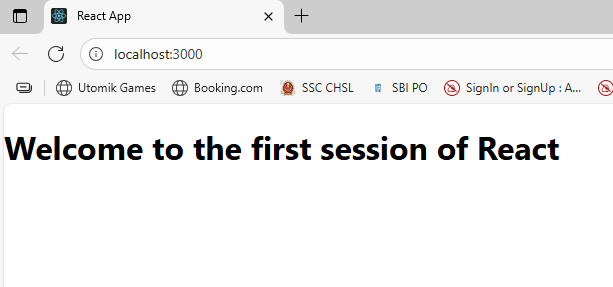 React App
localhost:3000
Utomik Games Booking.com SSC CHSL SBI PO SignIn or SignUp : A...
Welcome to the first session of React